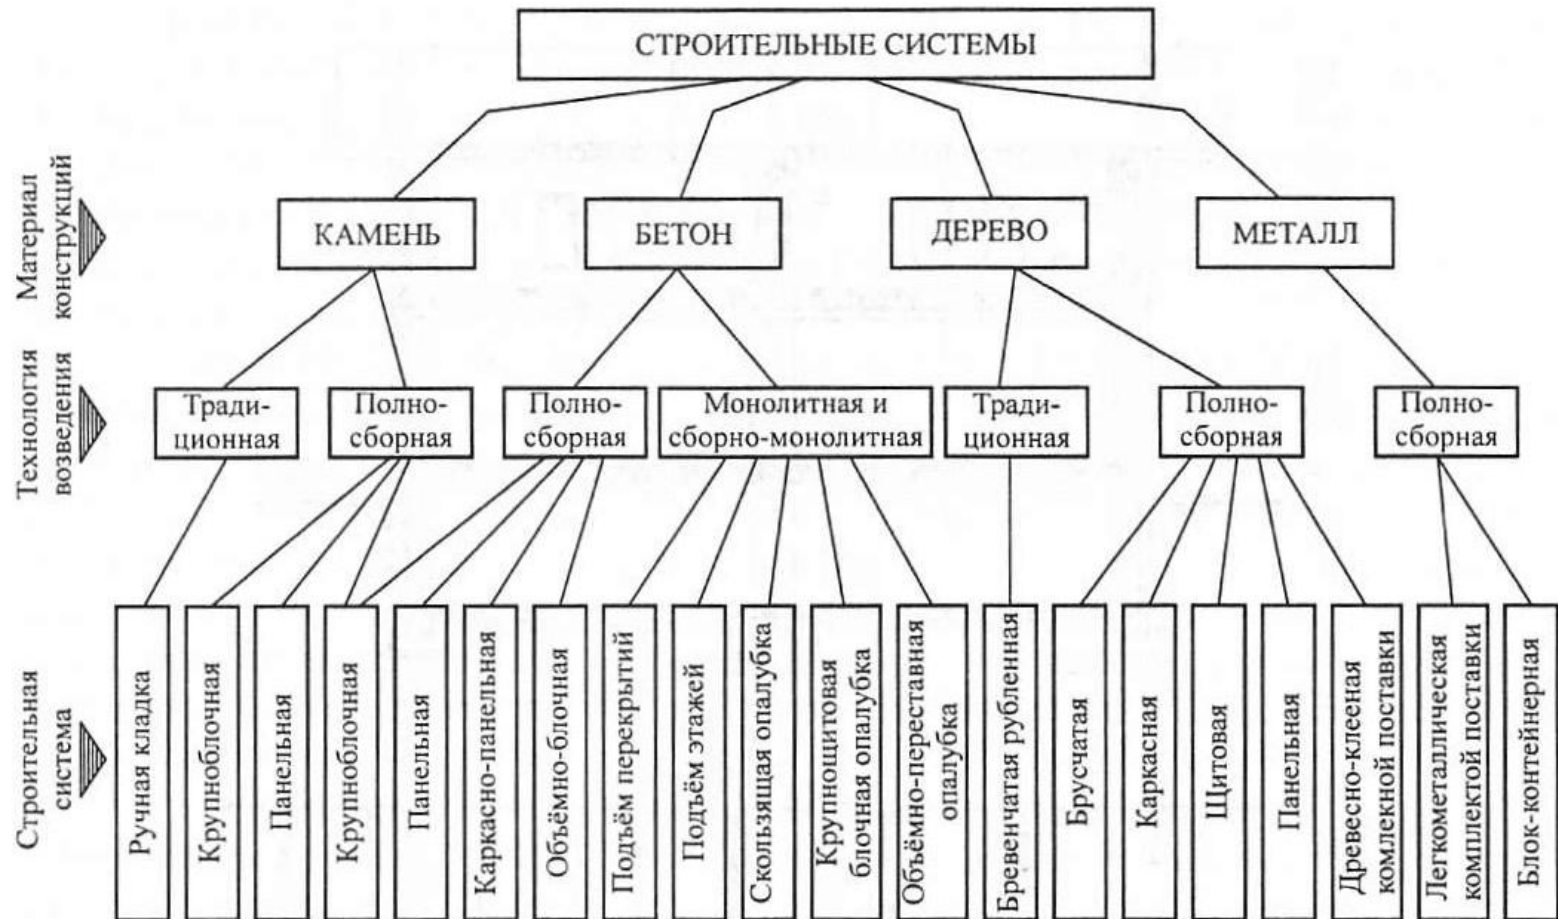 СТРОИТЕЛЬНЫЕ СИСТЕМЫ
Материал
конструкций
КАМЕНЬ
БЕТОН
ДЕРЕВО
МЕТАЛЛ
Технология
возведения
Тради-
ционная
Полно-
сборная
Полно-
сборная
Монолитная и
сборно-монолитная
Тради-
ционная
Полно-
сборная
Полно-
сборная
Строительная
система
Ручная кладка
Крупноблочная
Панельная
Крупноблочная
Панельная
Каркасно-панельная
Объёмно-блочная
Подъём перекрытий
Подъём этажей
Скользящая опалубка
Крупнощитовая
блочная опалубка
Объёмно-переставная
опалубка
Бревенчатая рубленная
Брусчатая
Каркасная
Щитовая
Панельная
Древесно-клееная
комлекной поставки
Легкометаллическая
комплектой поставки
Блок-контейнерная